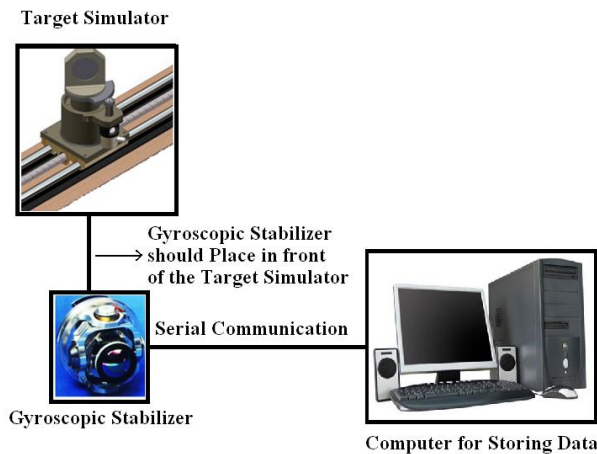 Target Simulator
Gyroscopic Stabilizer
should Place in front
of the Target Simulator
Serial Communication
Gyroscopic Stabilizer
Computer for Storing Data